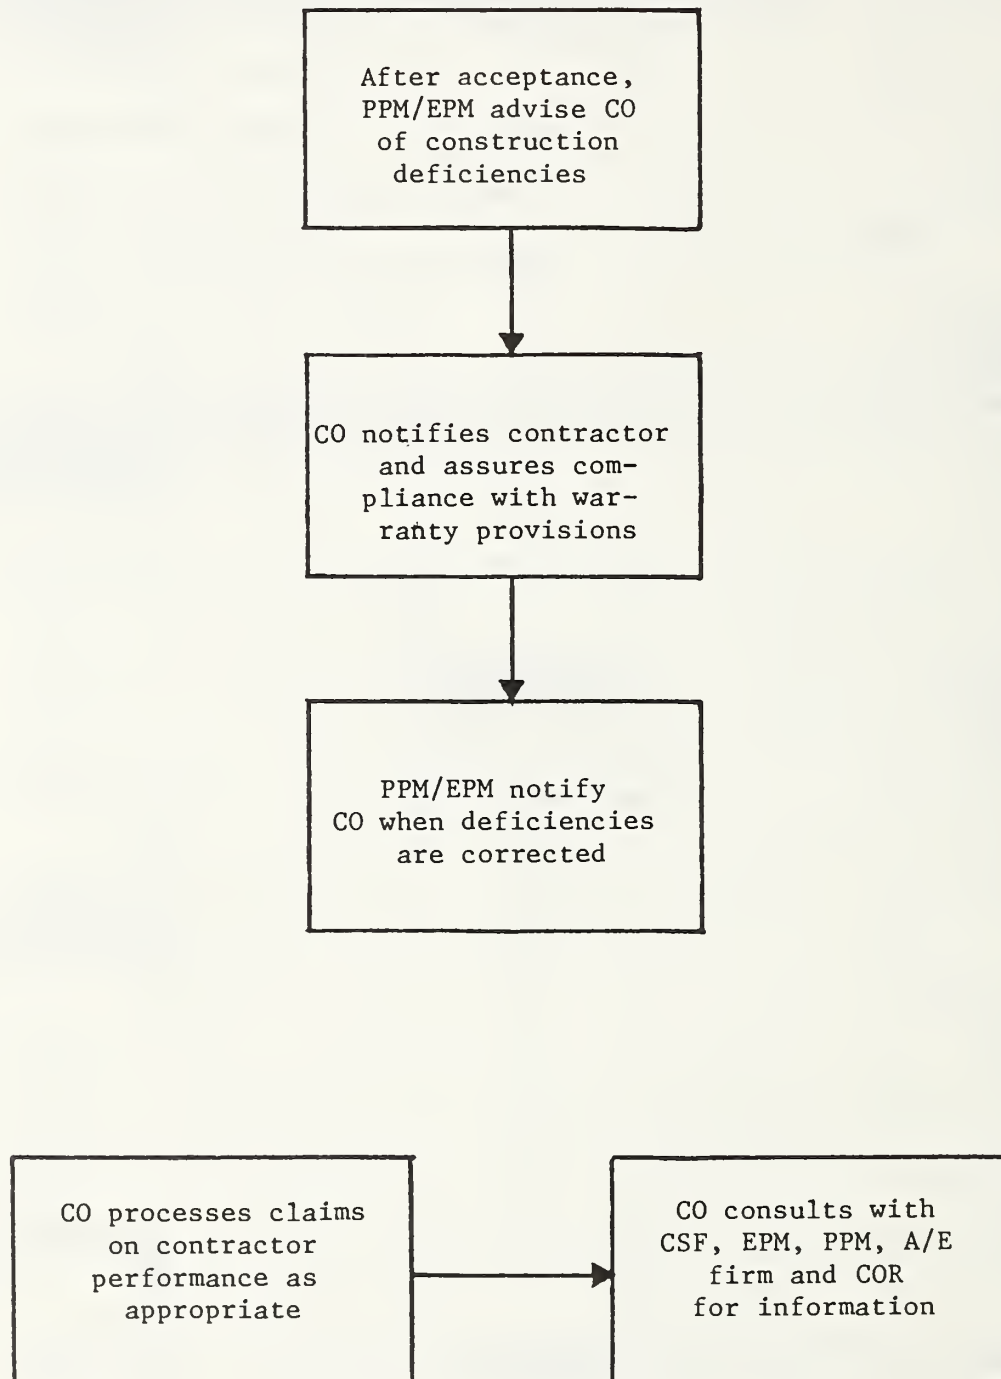 After acceptance,
PPM/EPM advise CO
of construction
deficiencies
CO notifies contractor
and assures com-
pliance with war-
ranty provisions
PPM/EPM notify
CO when deficiencies
are corrected
CO processes claims
on contractor
performance as
appropriate
CO consults with
CSF, EPM, PPM, A/E
firm and COR
for information